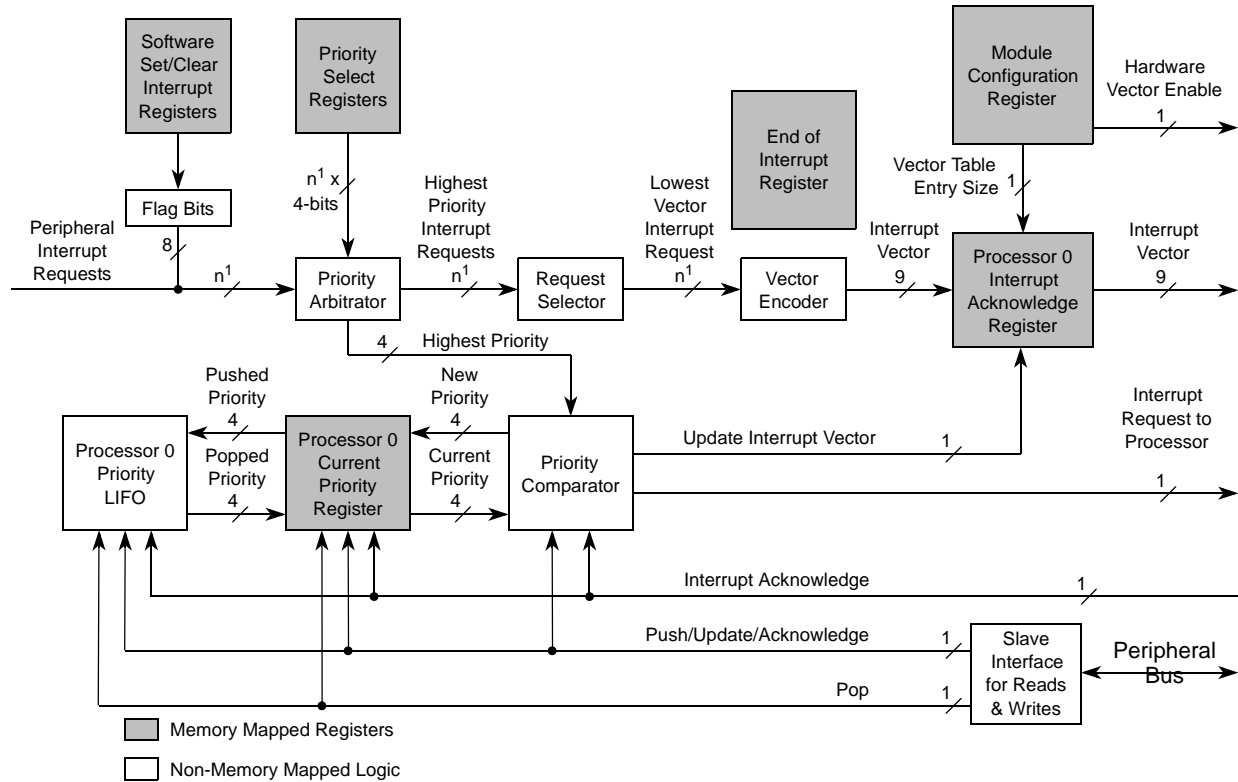 Software
Set/Clear
Interrupt
Registers
Priority
Select
Registers
Module
Configuration
Register
Hardware
Vector Enable
1
End of
Interrupt
Register
Flag Bits
n1 x
4-bits
Highest
Priority
Interrupt
Requests
Lowest
Vector
Interrupt
Request
Vector Table
Entry Size
1
Peripheral
Interrupt
Requests
8
n1
Priority
Arbitrator
n1
Request
Selector
n1
Vector
Encoder
Interrupt
Vector
9
Processor 0
Interrupt
Acknowledge
Register
Interrupt
Vector
9
4
Highest Priority
Pushed
Priority
4
New
Priority
4
Processor 0
Priority
LIFO
Popped
Priority
4
Processor 0
Current
Priority
Register
Current
Priority
4
Priority
Comparator
Update Interrupt Vector
1
Interrupt
Request to
Processor
1
Interrupt Acknowledge
1
Push/Update/Acknowledge
1
Pop
1
Slave
Interface
for Reads
& Writes
Peripheral
Bus
Memory Mapped Registers
Non-Memory Mapped Logic